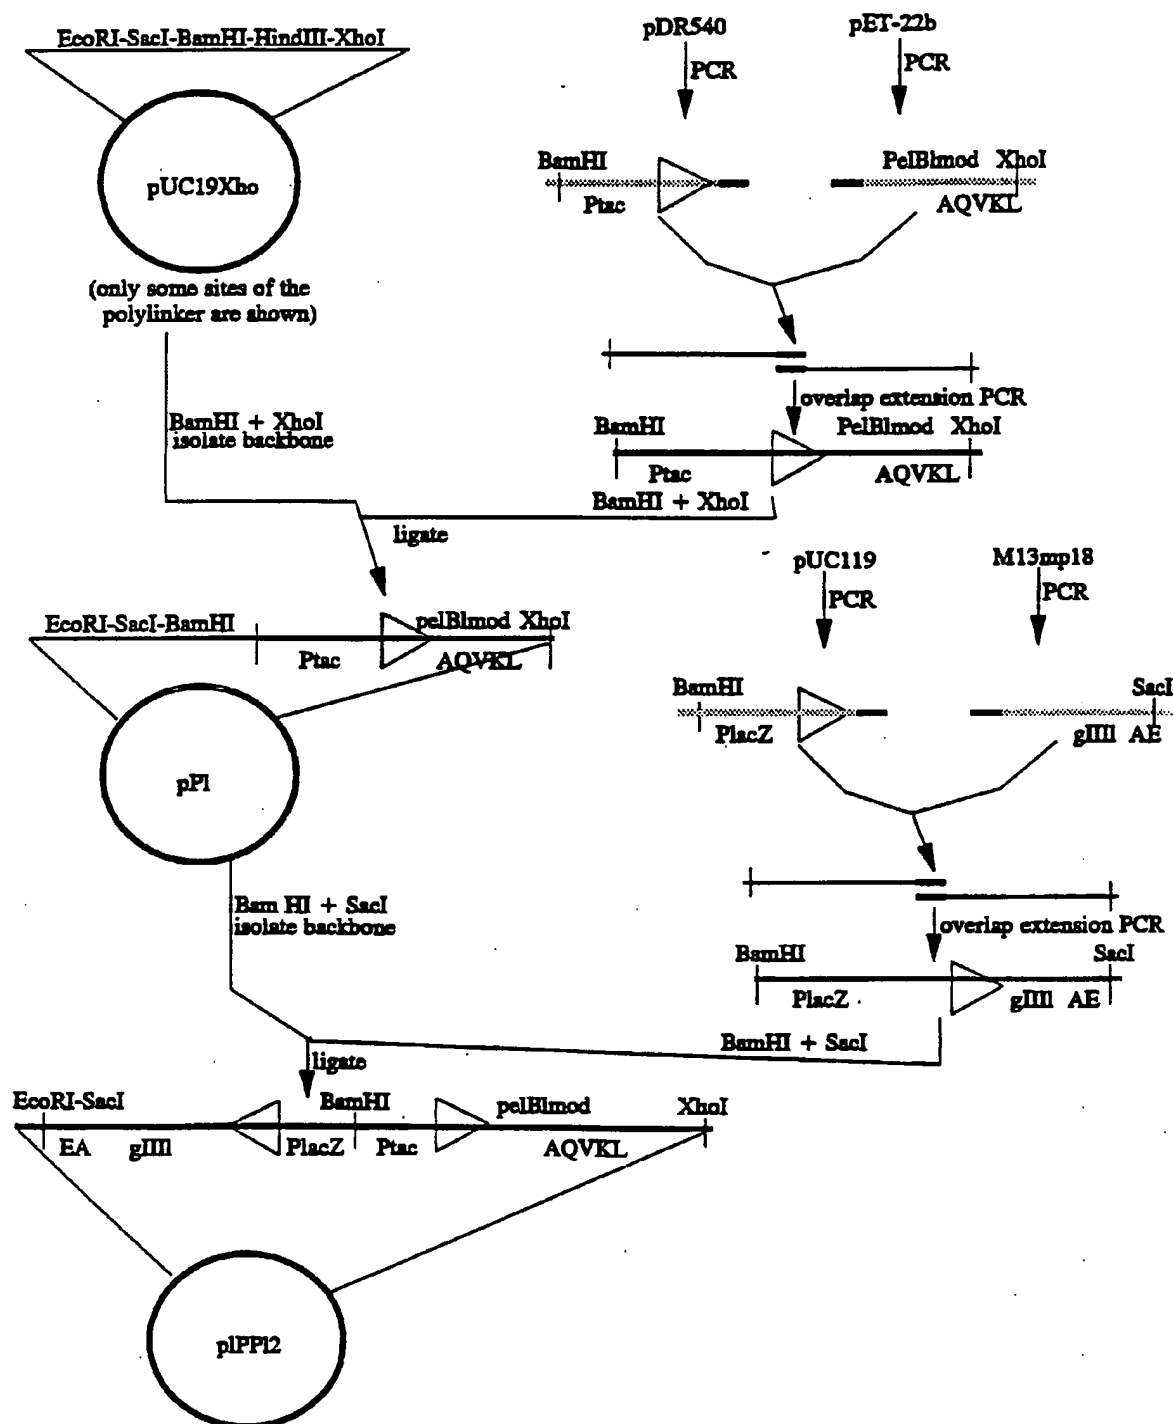 EcoRI-SacI-BamHI-HindIII-XhoI
pUC19Xho
(only some sites of the
polylinker are shown)
pDR540
PCR
pET-22b
PCR
BamHI
Ptac
PelBlmod XhoI
AQVKL
overlap extension PCR
BamHI
PelBlmod XhoI
Ptac
AQVKL
BamHI + XhoI
isolate backbone
BamHI + XhoI
ligate
EcoRI-SacI-BamHI
pelBlmod XhoI
Ptac
AQVKL
pPl
pUC119
PCR
M13mp18
PCR
BamHI
PlacZ
SacI
gIIIl AE
overlap extension PCR
BamHI
SacI
PlacZ
gIIIl AE
Bam HI + SacI
isolate backbone
BamHI + SacI
ligate
EcoRI-SacI
BamHI
pelBlmod
XhoI
EA
gIIIl
PlacZ
Ptac
AQVKL
plPPl2